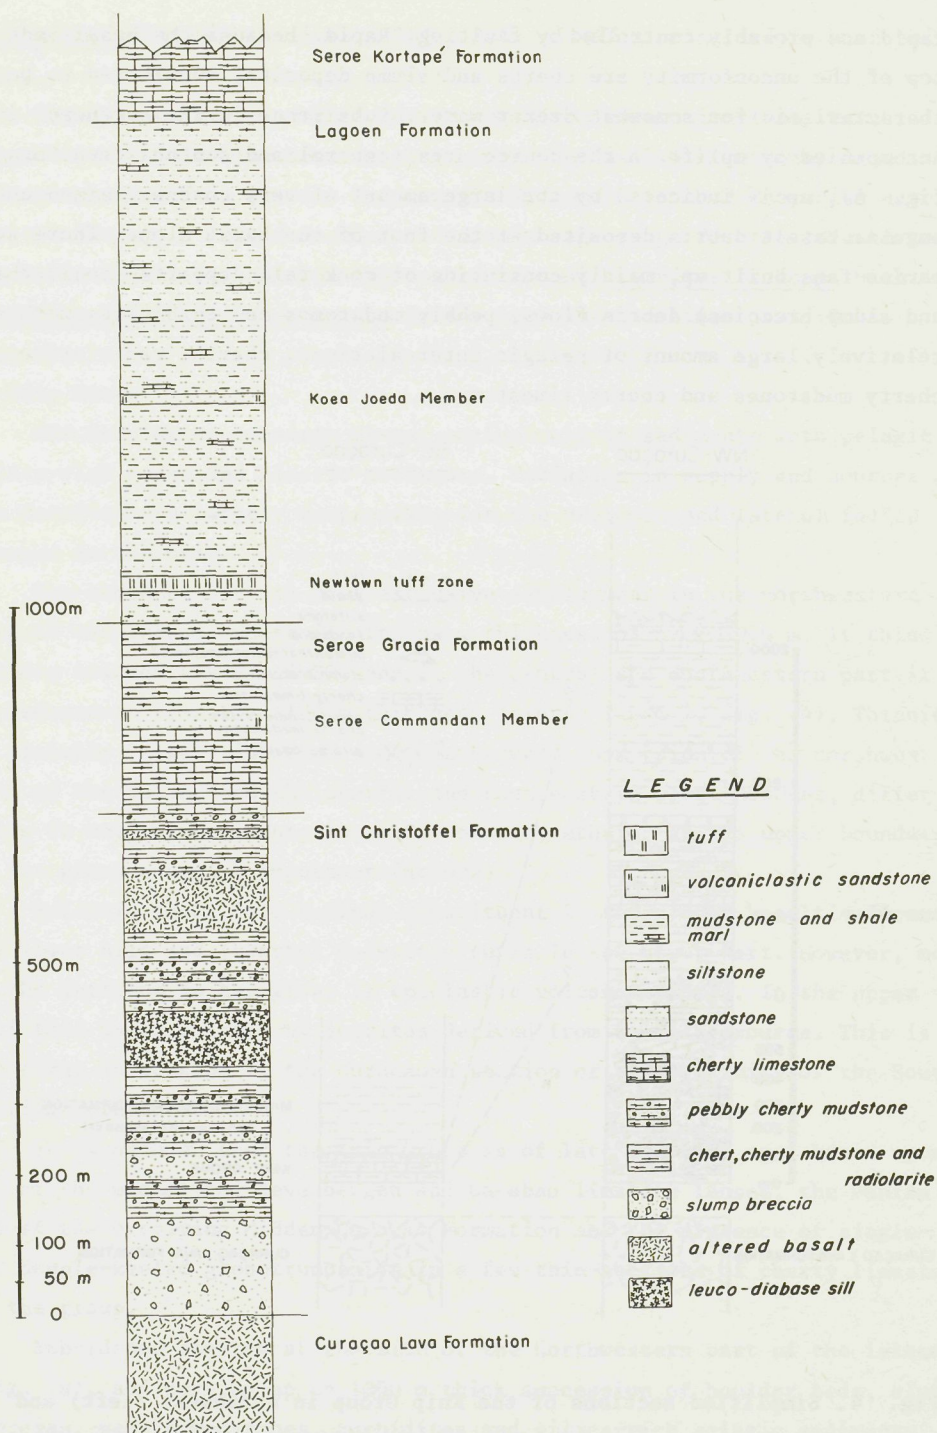 Seroe Kortapé Formation
Lagoen Formation
Koea Joeda Member
Newtown tuff zone
1000m
Seroe Gracia Formation
Seroe Commandant Member
Sint Christoffel Formation
500m
200 m
100 m
50 m
0
Curaçao Lava Formation
LEGEND
tuff
volcaniclastic sandstone
mudstone and shale
marl
siltstone
sandstone
cherty limestone
pebbly cherty mudstone
chert, cherty mudstone and
radiolarite
slump breccia
altered basalt
leuco-diabase sill